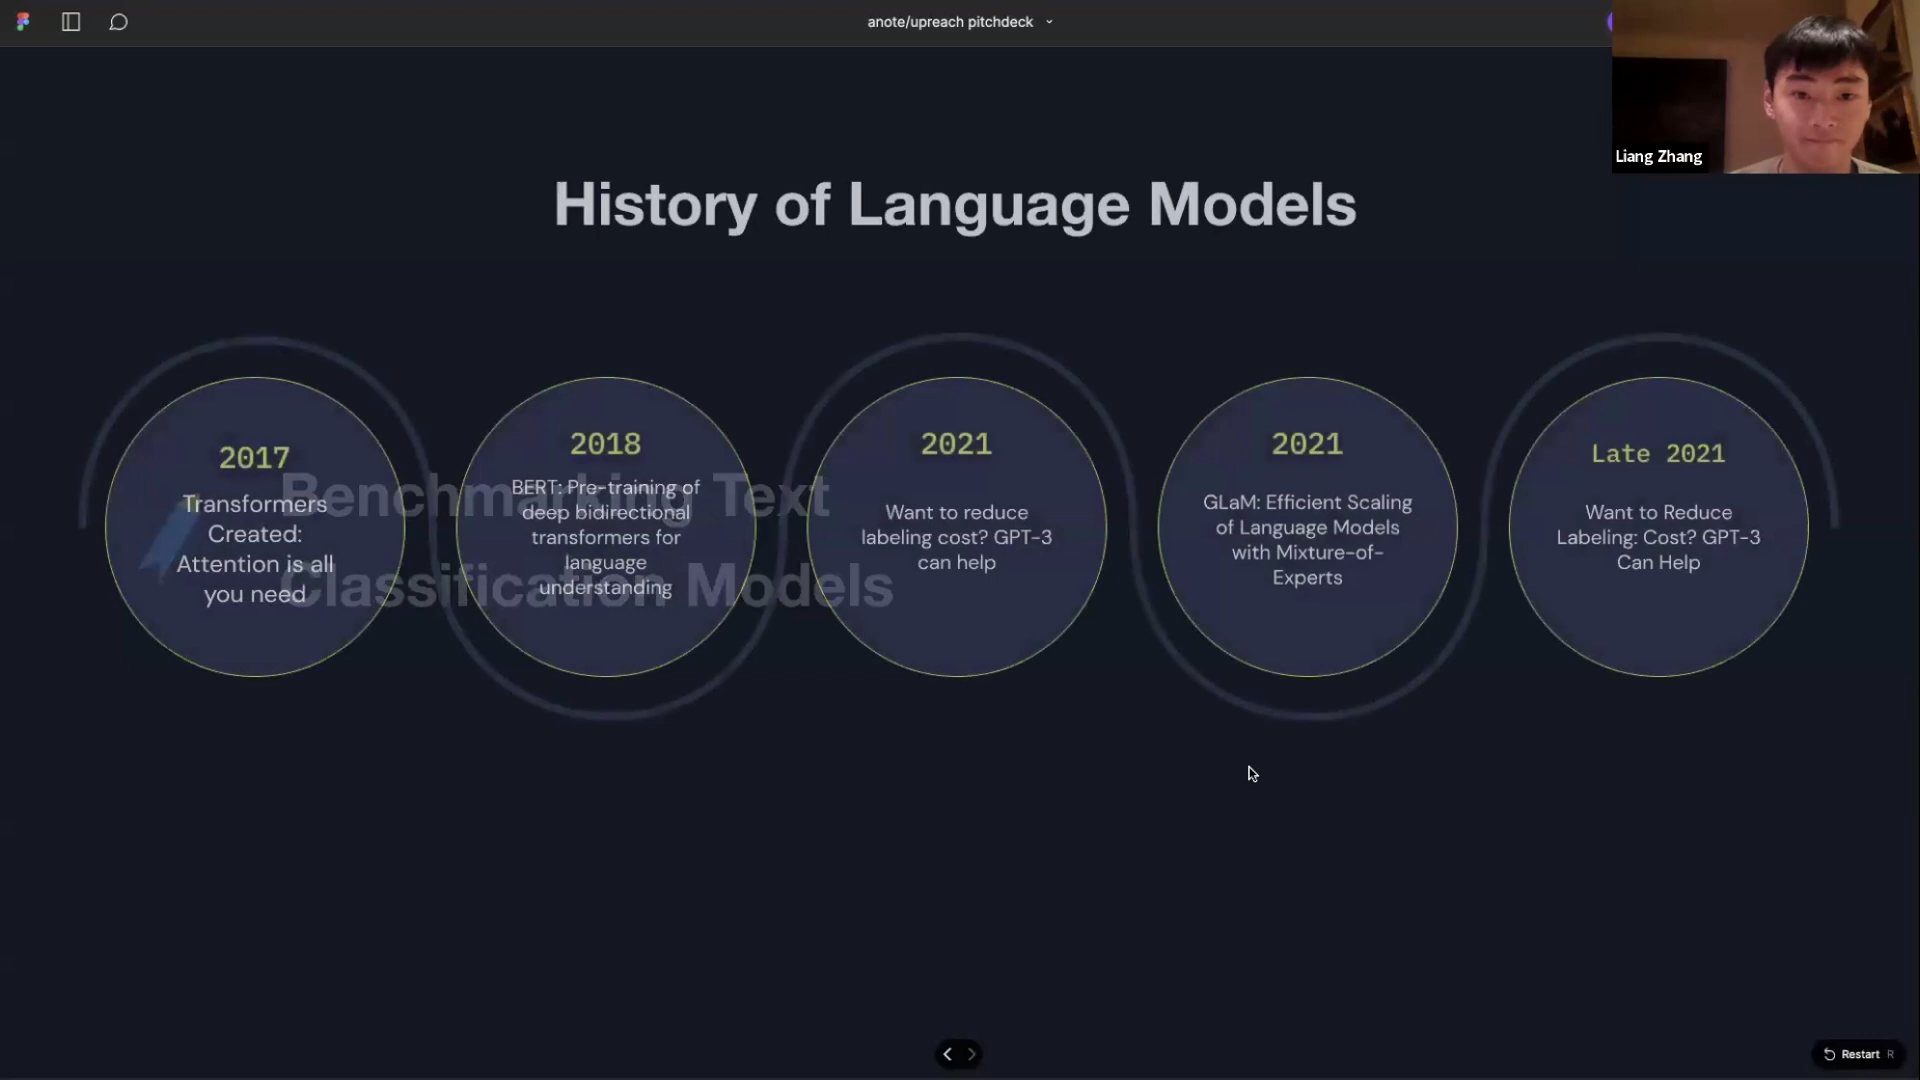 anote/upreach pitchdeck
Liang Zhang
History of Language Models
2017
Transformers
Created:
Attention is all
you need
2018
BERT: Pre-training of
deep bidirectional
transformers for
language
understanding
2021
Want to reduce
labeling cost? GPT-3
can help
2021
GLaM: Efficient Scaling
of Language Models
with Mixture-of-
Experts
Late 2021
Want to Reduce
Labeling: Cost? GPT-3
Can Help
Benchmarking Text
Classification Models
Restart R